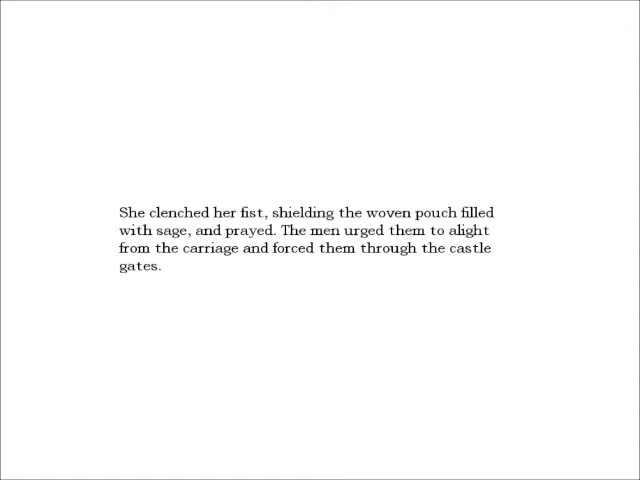 She clenched her fist, shielding the woven pouch filled
with sage, and prayed. The men urged them to alight
from the carriage and forced them through the castle
gates.